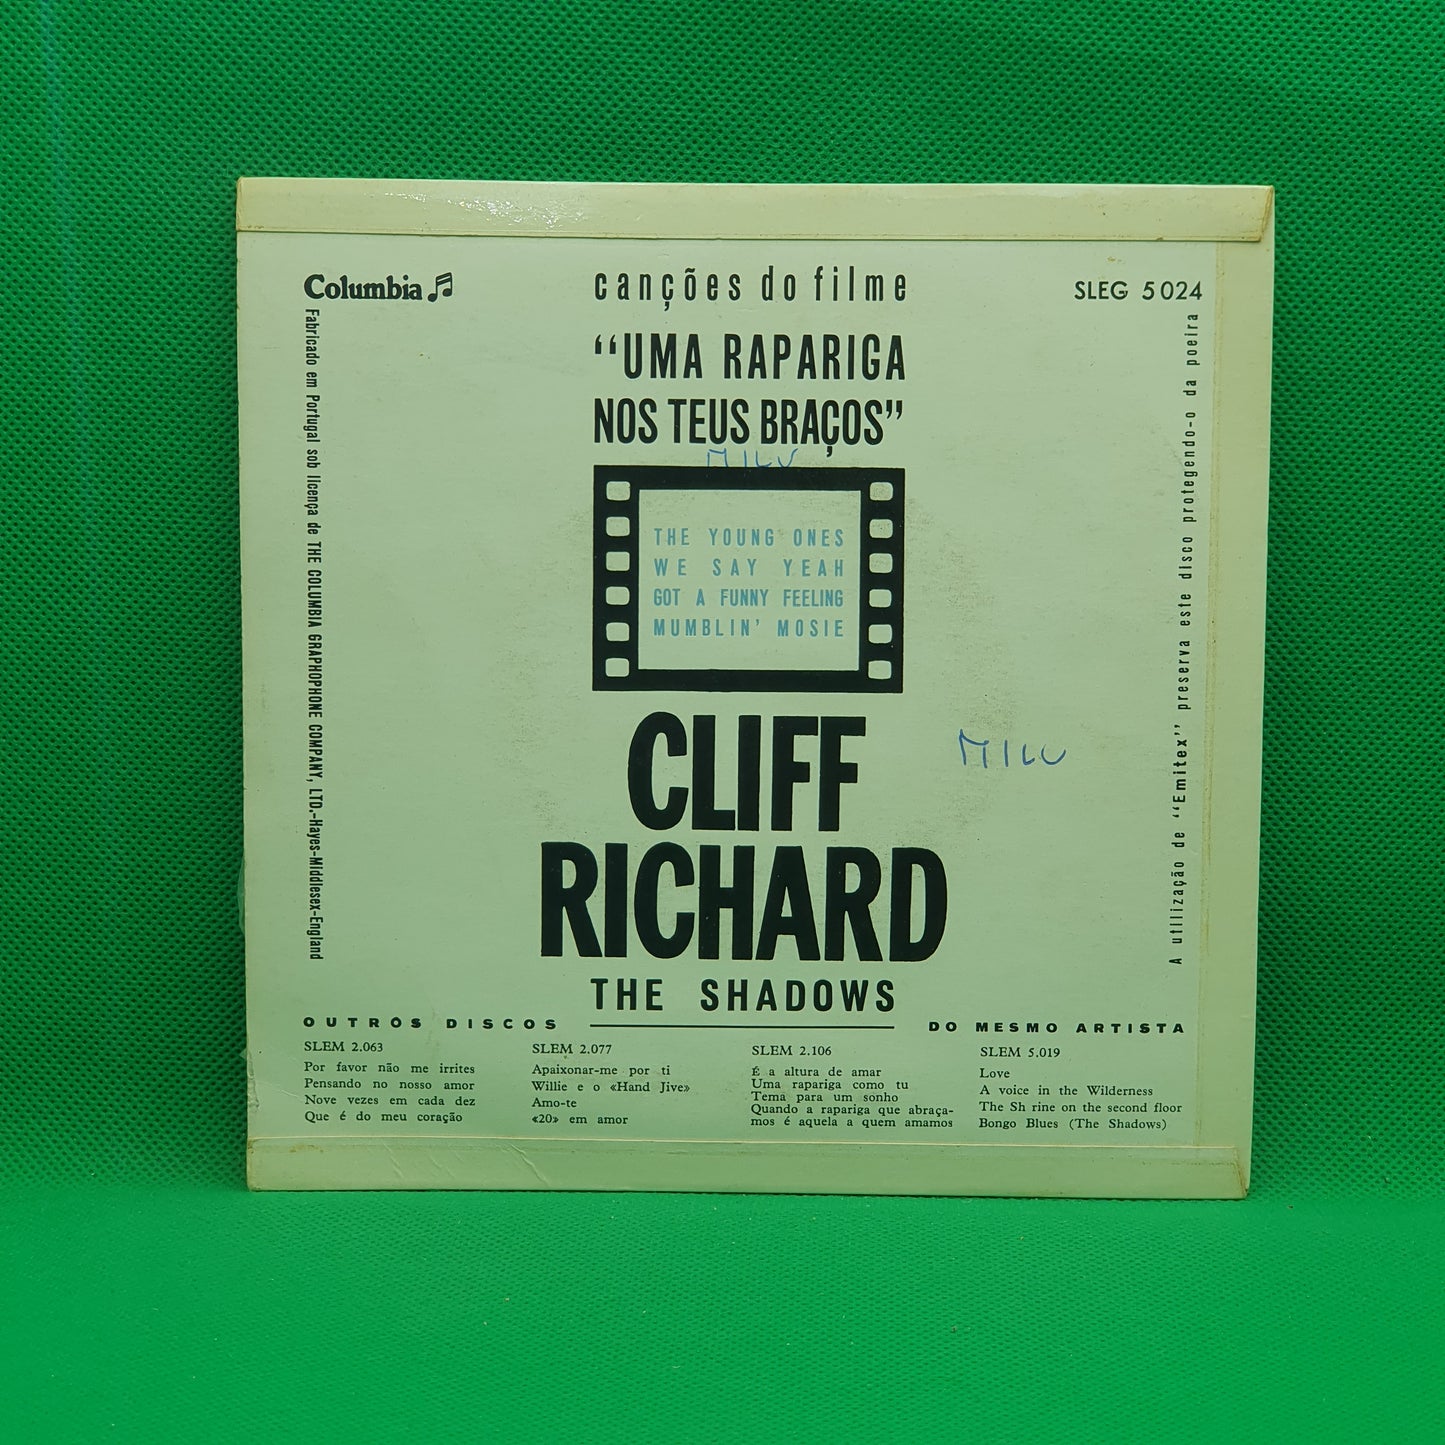 Columbia
canções do filme
SLEG 5024
"UMA RAPARIGA
NOS TEUS BRAÇOS"
MILU
THE YOUNG ONES
WE SAY YEAH
GOT A FUNNY FEELING
MUMBLIN' MOSIE
CLIFF
RICHARD
THE SHADOWS
MILU
Fabricado em Portugal sob licença de THE COLUMBIA GRAPHOPHONE COMPANY, LTD.-Hayes-Middlesex-England
A utilização de "Emitex" preserva este disco protegendo-o da poeira
OUTROS DISCOS
DO MESMO ARTISTA
SLEM 2.063
Por favor não me irrites
Pensando no nosso amor
Nove vezes em cada dez
Que é do meu coração
SLEM 2.077
Apaixonar-me por ti
Willie e o «Hand Jive»
Amo-te
«20» em amor
SLEM 2.106
É a altura de amar
Uma rapariga como tu
Tema para um sonho
Quando a rapariga que abraça-
mos é aquela a quem amamos
SLEM 5.019
Love
A voice in the Wilderness
The Sh rine on the second floor
Bongo Blues (The Shadows)